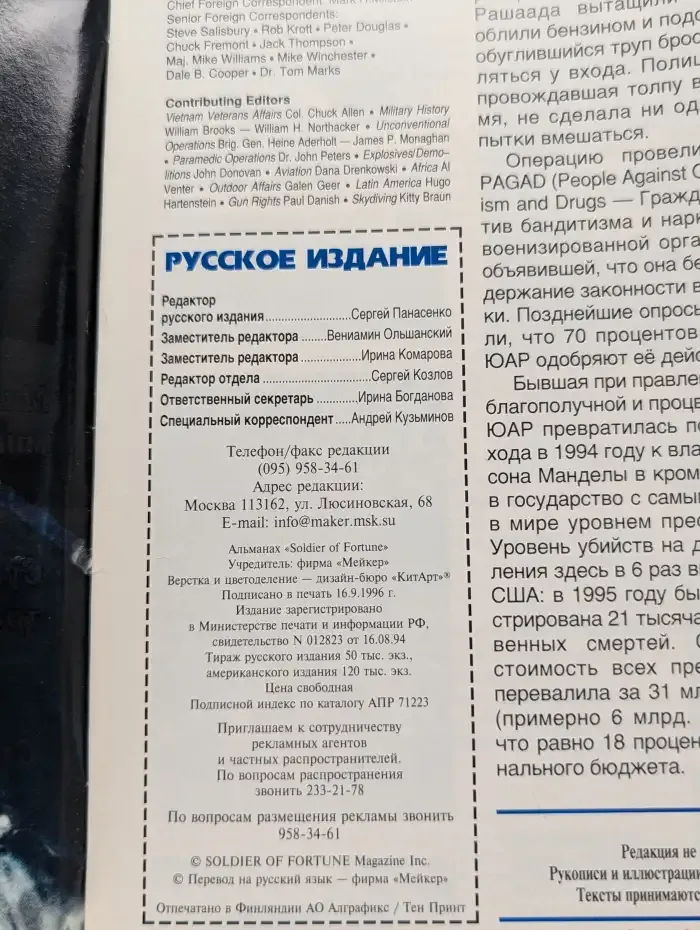 Chief Foreign Correspondent:
Senior Foreign Correspondents:
Steve Salisbury • Rob Krott • Peter Douglas •
Chuck Fremont • Jack Thompson •
Maj. Mike Williams • Mike Winchester •
Dale B. Cooper • Dr. Tom Marks
Contributing Editors
Vietnam Veterans Affairs Col. Chuck Allen • Military History
William Brooks — William H. Northacker • Unconventional
Operations Brig. Gen. Heine Aderholt — James P. Monaghan
• Paramedic Operations Dr. John Peters • Explosives/Demo-
litions John Donovan • Aviation Dana Drenkowski • Africa Al
Venter • Outdoor Affairs Galen Geer • Latin America Hugo
Hartenstein • Gun Rights Paul Danish • Skydiving Kitty Braun
РУССКОЕ ИЗДАНИЕ
Редактор
русского издания....................Сергей Панасенко
Заместитель редактора .......Вениамин Ольшанский
Заместитель редактора ...............Ирина Комарова
Редактор отдела ..........................Сергей Козлов
Ответственный секретарь ..........Ирина Богданова
Специальный корреспондент ....Андрей Кузьминов
Телефон/факс редакции
(095) 958-34-61
Адрес редакции:
Москва 113162, ул. Люсиновская, 68
E-mail: info@maker.msk.su
Альманах «Soldier of Fortune»
Учредитель: фирма «Мейкер»
Верстка и цветоделение — дизайн-бюро «КитАрт»®
Подписано в печать 16.9.1996 г.
Издание зарегистрировано
в Министерстве печати и информации РФ,
свидетельство N 012823 от 16.08.94
Тираж русского издания 50 тыс. экз.,
американского издания 120 тыс. экз.
Цена свободная
Подписной индекс по каталогу АПР 71223
Приглашаем к сотрудничеству
рекламных агентов
и частных распространителей.
По вопросам распространения
звонить 233-21-78
По вопросам размещения рекламы звонить
958-34-61
© SOLDIER OF FORTUNE Magazine Inc.
© Перевод на русский язык — фирма «Мейкер»
Отпечатано в Финляндии АО Алграфикс / Тен Принт
Рашаада вытащили
облили бензином и под
обуглившийся труп брос
ляться у входа. Полиц
провождавшая толпу в
мя, не сделала ни од
пытки вмешаться.
Операцию провели
PAGAD (People Against G
ism and Drugs — Гражд
тив бандитизма и нарк
военизированной орга
объявившей, что она бе
держание законности в
ки. Позднейшие опросы
ли, что 70 процентов
ЮАР одобряют её дей
Бывшая при правлен
благополучной и процв
ЮАР превратилась по
хода в 1994 году к вла
сона Манделы в кром
в государство с самы
в мире уровнем прес
Уровень убийств на д
ления здесь в 6 раз вы
США: в 1995 году бы
стрирована 21 тысяча
венных смертей. С
стоимость всех пре
перевалила за 31 мл
(примерно 6 млрд.
что равно 18 процен
нального бюджета.
Редакция не
Рукописи и иллюстрации
Тексты принимаются